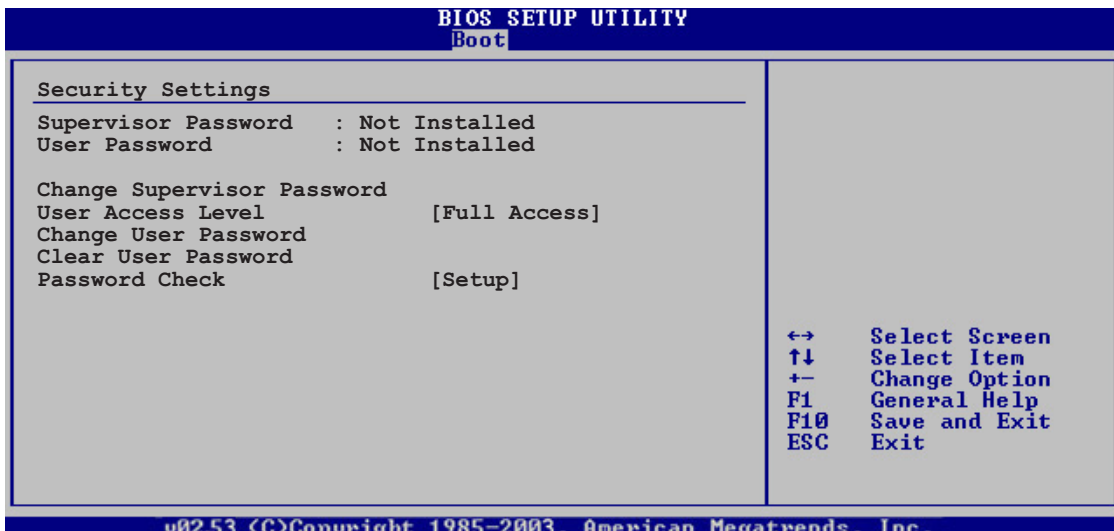 BIOS SETUP UTILITY
Boot
Security Settings
Supervisor Password : Not Installed
User Password : Not Installed
Change Supervisor Password
User Access Level [Full Access]
Change User Password
Clear User Password
Password Check [Setup]
←→ Select Screen
↑↓ Select Item
+- Change Option
F1 General Help
F10 Save and Exit
ESC Exit
v02.53 (C)Copyright 1985-2003, American Megatrends, Inc.